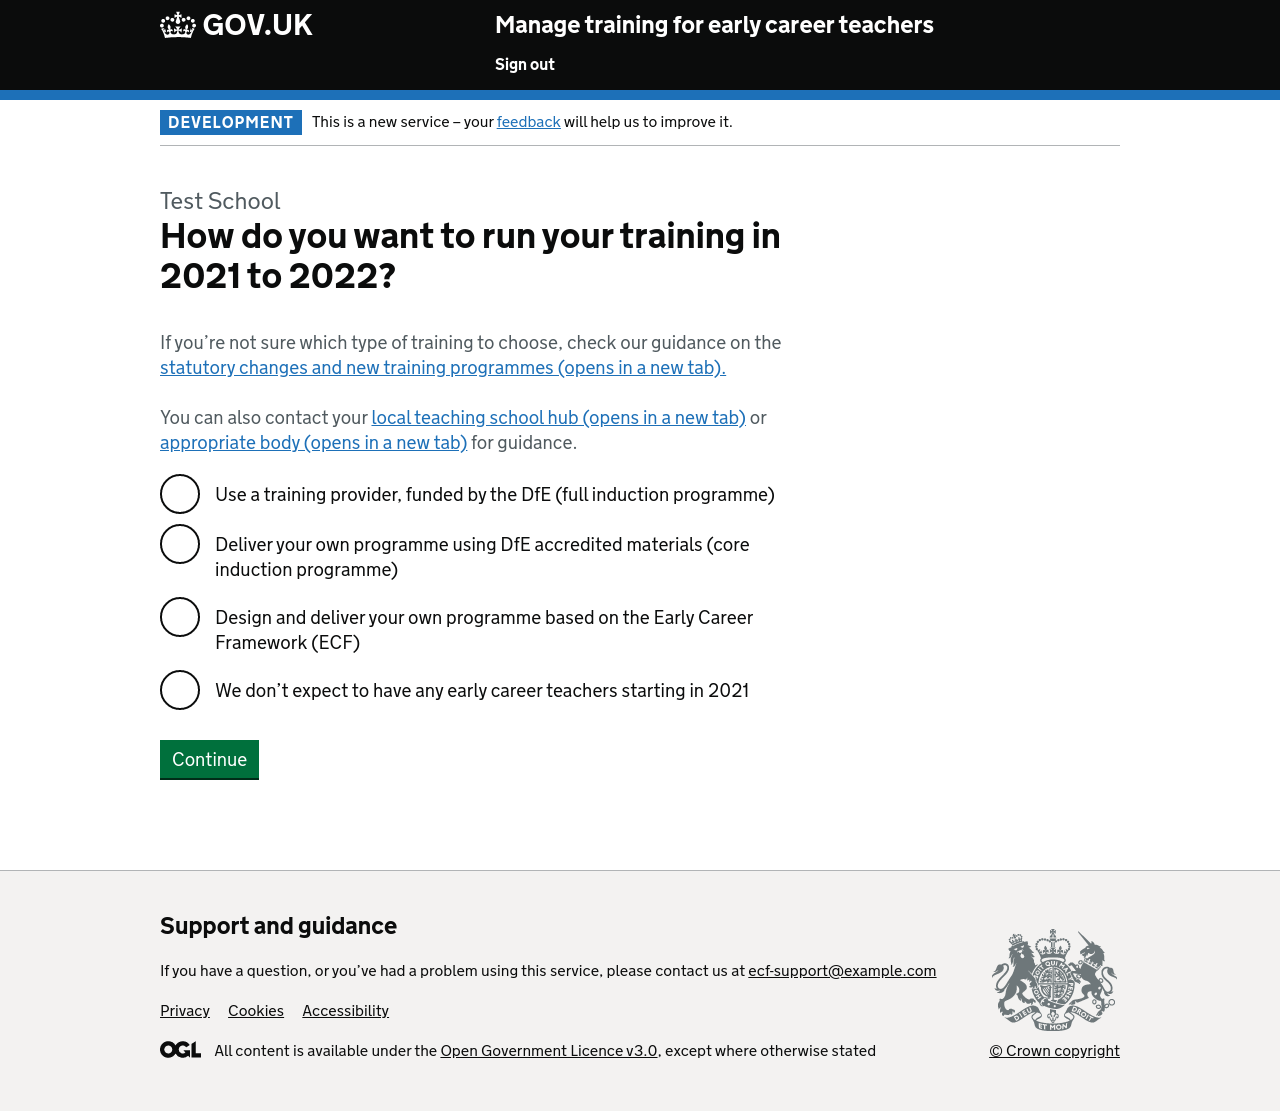 GOV.UK
Manage training for early career teachers
Sign out
DEVELOPMENT
This is a new service – your feedback will help us to improve it.
Test School
How do you want to run your training in
2021 to 2022?
If you’re not sure which type of training to choose, check our guidance on the
statutory changes and new training programmes (opens in a new tab).
You can also contact your local teaching school hub (opens in a new tab) or
appropriate body (opens in a new tab) for guidance.
Use a training provider, funded by the DfE (full induction programme)
Deliver your own programme using DfE accredited materials (core
induction programme)
Design and deliver your own programme based on the Early Career
Framework (ECF)
We don’t expect to have any early career teachers starting in 2021
Continue
Support and guidance
If you have a question, or you’ve had a problem using this service, please contact us at ecf-support@example.com
Privacy Cookies Accessibility
OGL All content is available under the Open Government Licence v3.0, except where otherwise stated
© Crown copyright